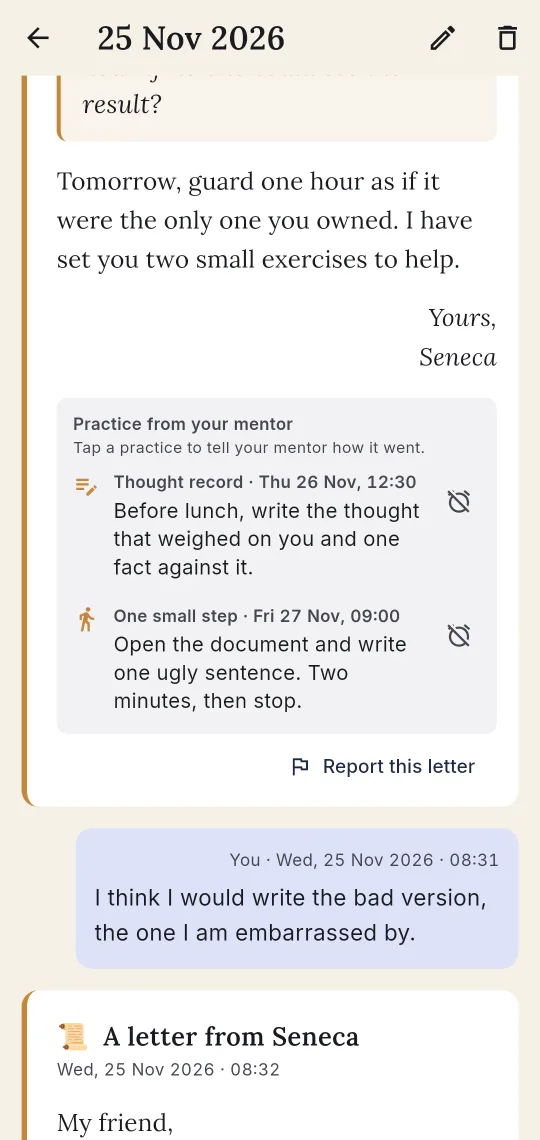 25 Nov 2026
result?
Tomorrow, guard one hour as if it
were the only one you owned. I have
set you two small exercises to help.
Yours,
Seneca
Practice from your mentor
Tap a practice to tell your mentor how it went.
Thought record · Thu 26 Nov, 12:30
Before lunch, write the thought
that weighed on you and one
fact against it.
One small step · Fri 27 Nov, 09:00
Open the document and write
one ugly sentence. Two
minutes, then stop.
Report this letter
You · Wed, 25 Nov 2026 · 08:31
I think I would write the bad version,
the one I am embarrassed by.
A letter from Seneca
Wed, 25 Nov 2026 · 08:32
My friend,